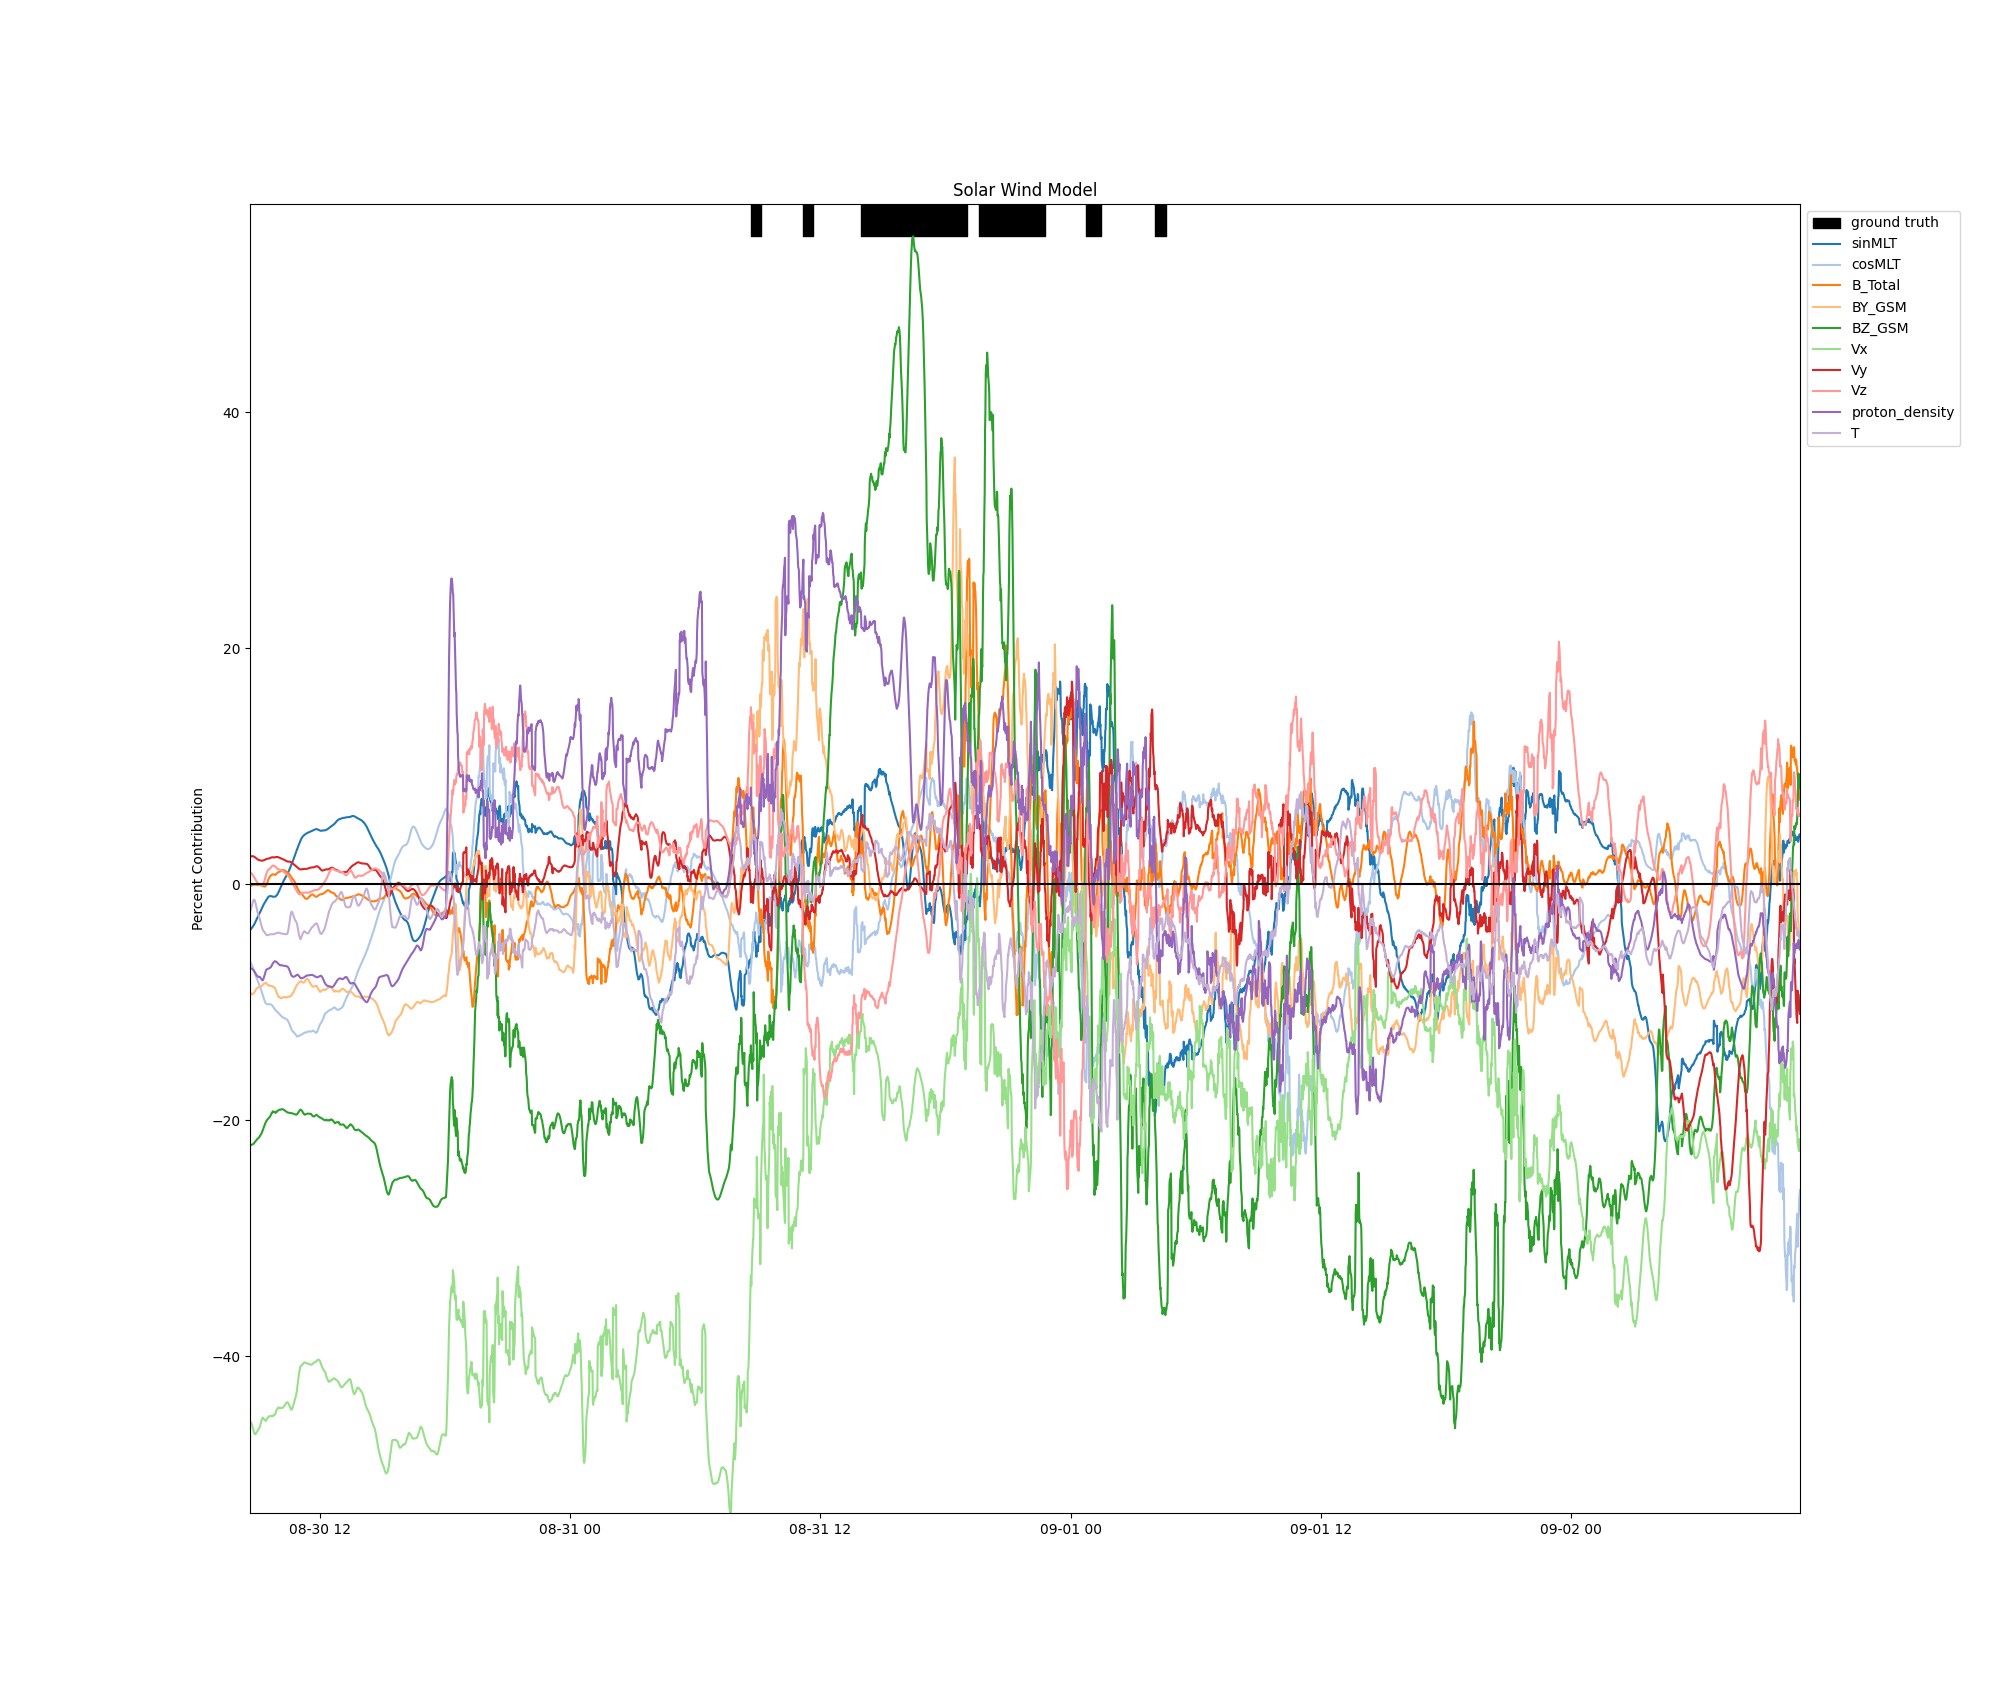 Solar Wind Model
ground truth
sinMLT
cosMLT
B_Total
BY_GSM
BZ_GSM
Vx
Vy
Vz
proton_density
T
Percent Contribution
40
20
0
−20
−40
08-30 12
08-31 00
08-31 12
09-01 00
09-01 12
09-02 00